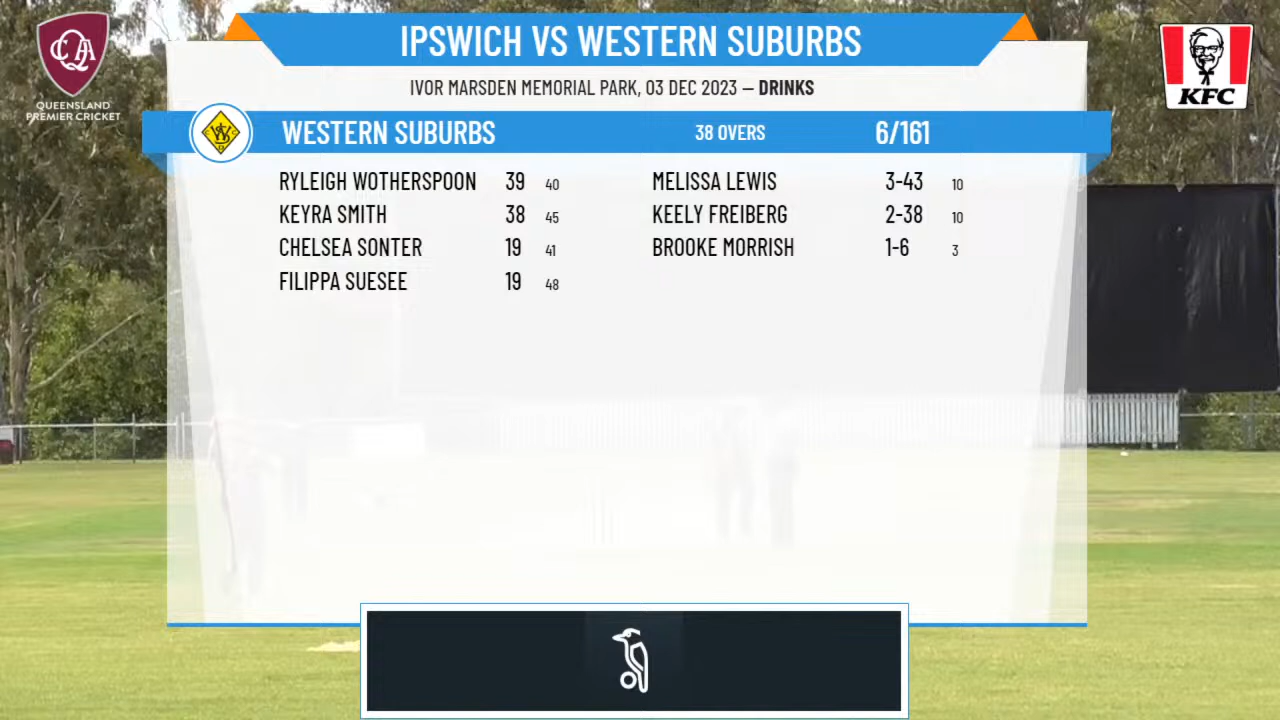 IPSWICH VS WESTERN SUBURBS
QUEENSLAND
PREMIER CRICKET
KFC
IVOR MARSDEN MEMORIAL PARK, 03 DEC 2023 – DRINKS
WESTERN SUBURBS 38 OVERS 6/161
RYLEIGH WOTHERSPOON 39 40 MELISSA LEWIS 3-43 10
KEYRA SMITH 38 45 KEELY FREIBERG 2-38 10
CHELSEA SONTER 19 41 BROOKE MORRISH 1-6 3
FILIPPA SUESEE 19 48